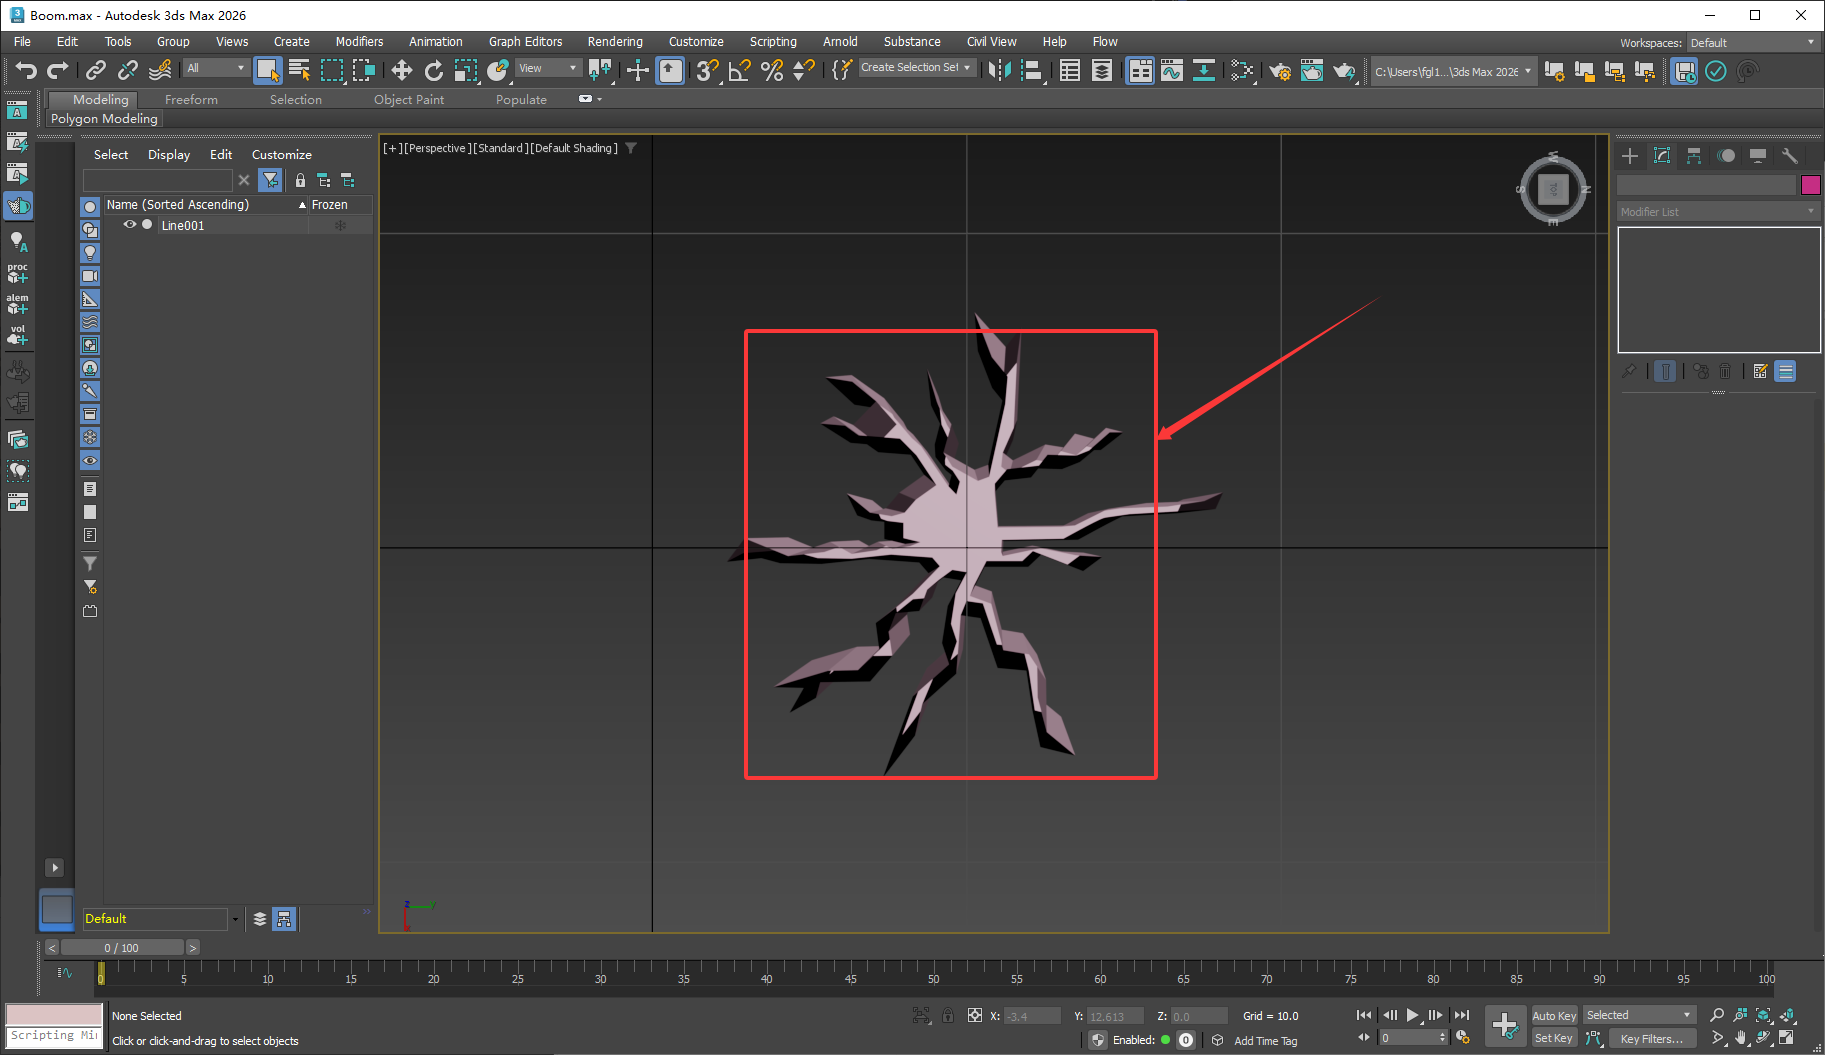 Boom.max - Autodesk 3ds Max 2026
File Edit Tools Group Views Create Modifiers Animation Graph Editors Rendering Customize Scripting Arnold Substance Civil View Help Flow
Workspaces: Default
All
View
Create Selection Set
C:\Users\fgl1...\3ds Max 2026
Modeling Freeform Selection Object Paint Populate
Polygon Modeling
Select Display Edit Customize
[+][Perspective][Standard][Default Shading]
Name (Sorted Ascending) Frozen
Line001
proc
alem
vol
W
S
TOP
N
E
Modifier List
z
y
Default
0 / 100
0 5 10 15 20 25 30 35 40 45 50 55 60 65 70 75 80 85 90 95 100
None Selected
X: -3.4 Y: 12.613 Z: 0.0 Grid = 10.0
Auto Key Selected
Scripting Mi
Click or click-and-drag to select objects
Enabled: 0 Add Time Tag
0
Set Key Key Filters...